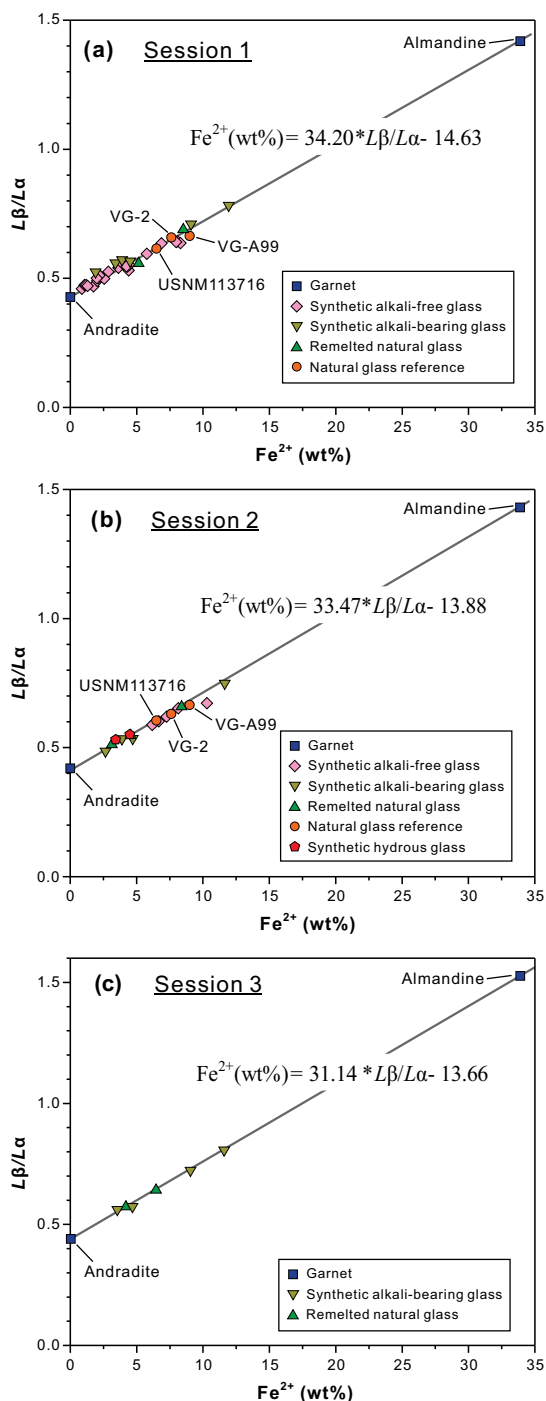 (a) Session 1
1.5
Almandine
Fe²⁺(wt%) = 34.20*Lβ/Lα- 14.63
1.0
Lβ/Lα
VG-2
VG-A99
USNM113716
0.5
Andradite
Garnet
Synthetic alkali-free glass
Synthetic alkali-bearing glass
Remelted natural glass
Natural glass reference
0.0
0 5 10 15 20 25 30 35
Fe²⁺ (wt%)
(b) Session 2
1.5
Almandine
Fe²⁺(wt%) = 33.47*Lβ/Lα- 13.88
1.0
Lβ/Lα
USNM113716
VG-A99
VG-2
0.5
Andradite
Garnet
Synthetic alkali-free glass
Synthetic alkali-bearing glass
Remelted natural glass
Natural glass reference
Synthetic hydrous glass
0.0
0 5 10 15 20 25 30 35
Fe²⁺ (wt%)
(c) Session 3
1.5
Almandine
Fe²⁺(wt%) = 31.14 *Lβ/Lα- 13.66
1.0
Lβ/Lα
0.5
Andradite
Garnet
Synthetic alkali-bearing glass
Remelted natural glass
0.0
0 5 10 15 20 25 30 35
Fe²⁺ (wt%)